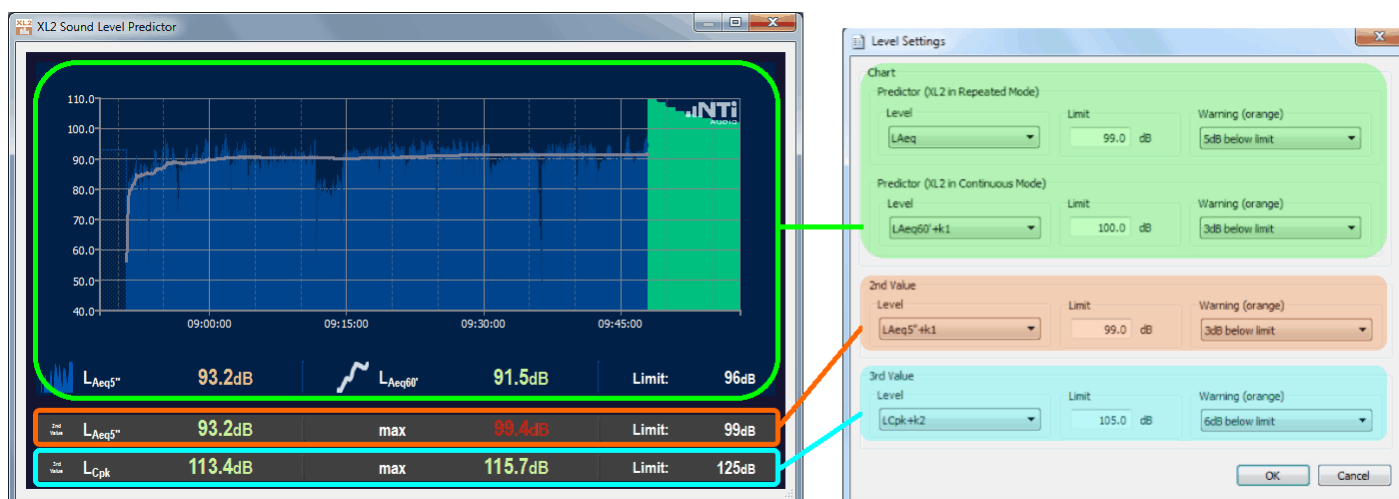 XL2 XL2 Sound Level Predictor
110.0
100.0
90.0
80.0
70.0
60.0
50.0
40.0
09:00:00 09:15:00 09:30:00 09:45:00
NTi
AUDIO
LAeq5" 93.2dB LAeq60' 91.5dB Limit: 96dB
2nd Value LAeq5" 93.2dB max 99.4dB Limit: 99dB
3rd Value LCpk 113.4dB max 115.7dB Limit: 125dB
Level Settings
Chart
Predictor (XL2 in Repeated Mode)
Level Limit Warning (orange)
LAeq 99.0 dB 5dB below limit
Predictor (XL2 in Continuous Mode)
Level Limit Warning (orange)
LAeq60'+k1 100.0 dB 3dB below limit
2nd Value
Level Limit Warning (orange)
LAeq5"+k1 99.0 dB 3dB below limit
3rd Value
Level Limit Warning (orange)
LCpk+k2 105.0 dB 6dB below limit
OK Cancel